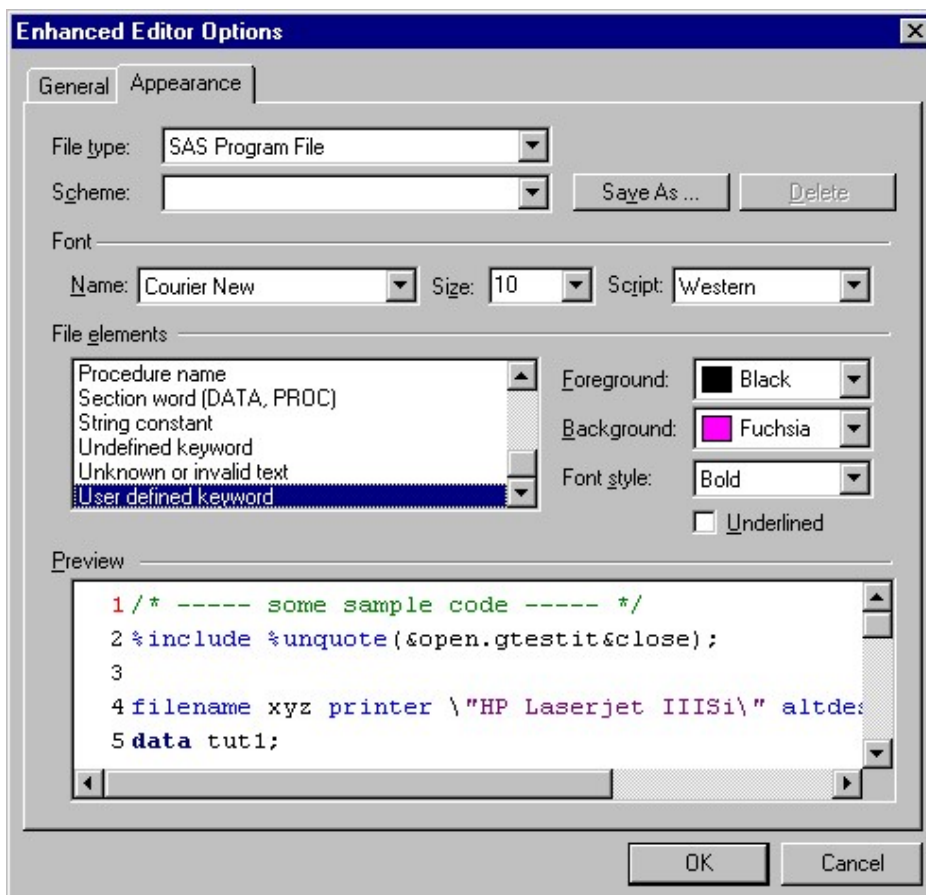 Enhanced Editor Options
General Appearance
File type: SAS Program File
Scheme: Save As ... Delete
Font
Name: Courier New Size: 10 Script: Western
File elements
Procedure name
Section word (DATA, PROC)
String constant
Undefined keyword
Unknown or invalid text
User defined keyword
Foreground: Black
Background: Fuchsia
Font style: Bold
Underlined
Preview
1 /* ----- some sample code ----- */
2 %include %unquote(&open.gtestit&close);
3
4 filename xyz printer \"HP Laserjet IIISi\" altdes
5 data tut1;
OK Cancel